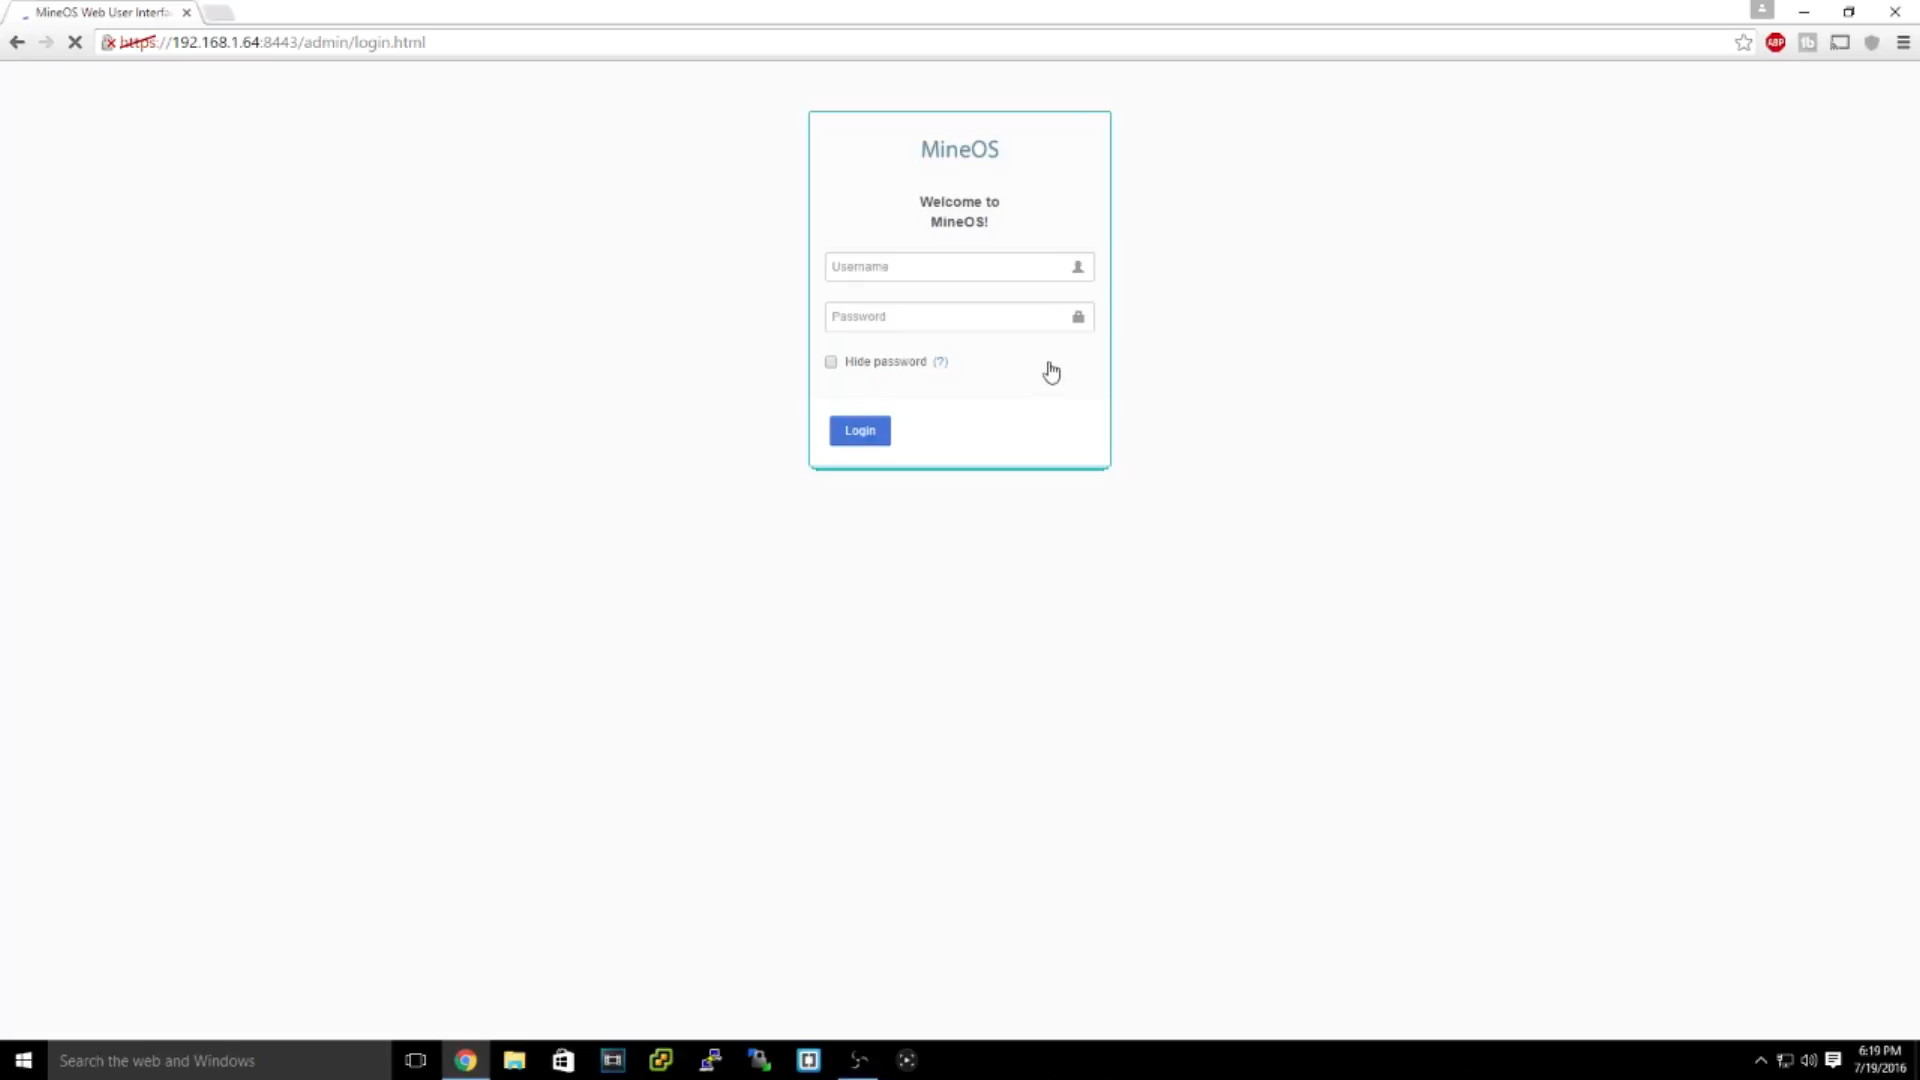 MineOS Web User Interfa
https://192.168.1.64:8443/admin/login.html
ABP
MineOS
Welcome to
MineOS!
Username
Password
Hide password (?)
Login
Search the web and Windows
6:19 PM
7/19/2016